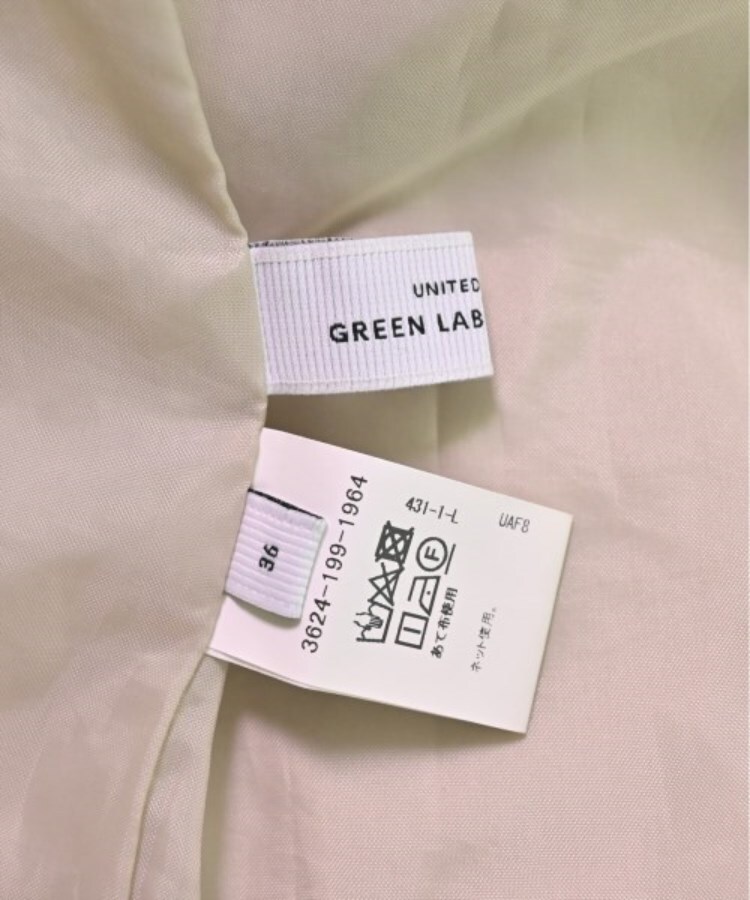 UNITED
GREEN LAB
36
3624-199-1964
431-I-L
UAF8
F
あて布使用
ネット使用。